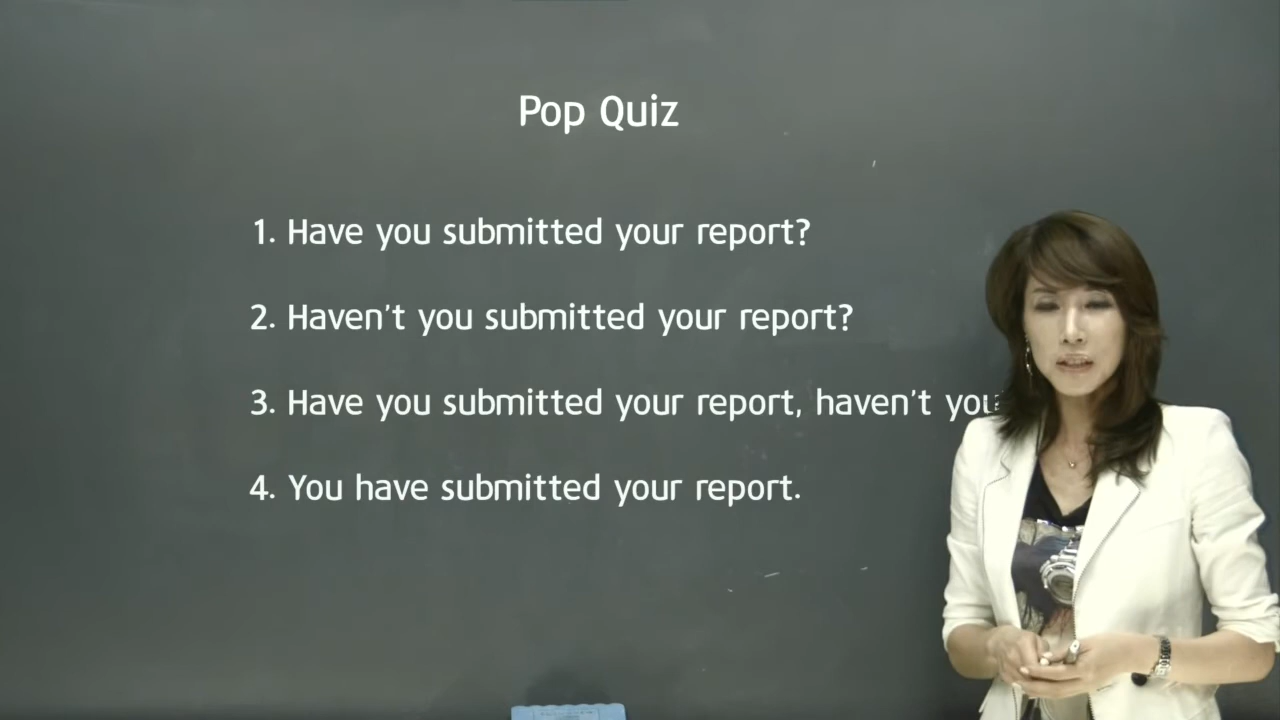 Pop Quiz
1. Have you submitted your report?
2. Haven't you submitted your report?
3. Have you submitted your report, haven't you?
4. You have submitted your report.